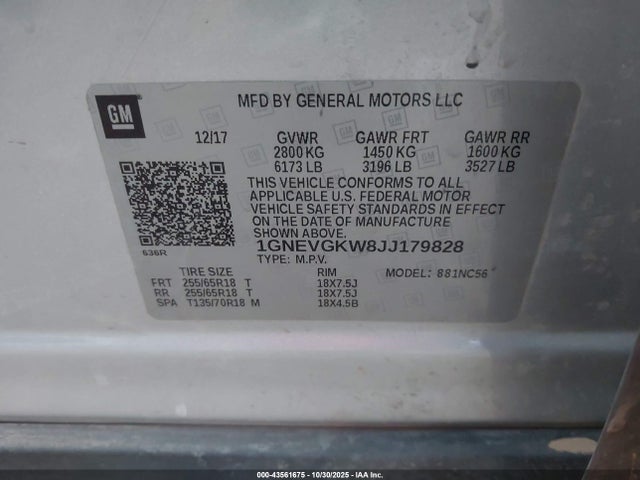 GM
MFD BY GENERAL MOTORS LLC
12/17 GVWR GAWR FRT GAWR RR
2800 KG 1450 KG 1600 KG
6173 LB 3196 LB 3527 LB
THIS VEHICLE CONFORMS TO ALL
APPLICABLE U.S. FEDERAL MOTOR
VEHICLE SAFETY STANDARDS IN EFFECT
ON THE DATE OF MANUFACTURE
SHOWN ABOVE.
636R
1GNEVGKW8JJ179828
TYPE: M.P.V.
TIRE SIZE RIM MODEL: 881NC56
FRT 255/65R18 T 18X7.5J
RR 255/65R18 T 18X7.5J
SPA T135/70R18 M 18X4.5B
000-43561675 - 10/30/2025 - IAA Inc.